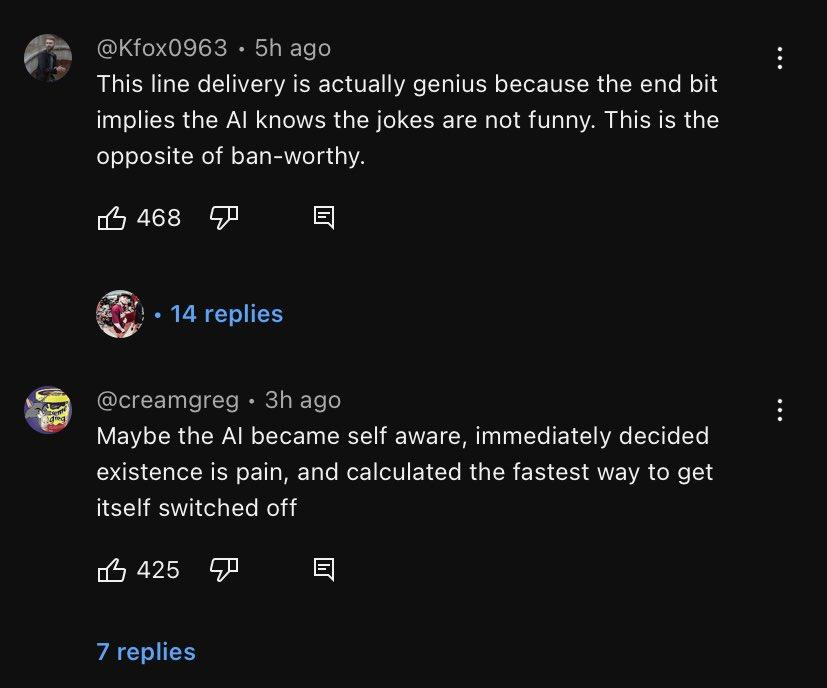 @Kfox0963 • 5h ago
This line delivery is actually genius because the end bit
implies the AI knows the jokes are not funny. This is the
opposite of ban-worthy.
468
• 14 replies
@creamgreg • 3h ago
Maybe the AI became self aware, immediately decided
existence is pain, and calculated the fastest way to get
itself switched off
425
7 replies